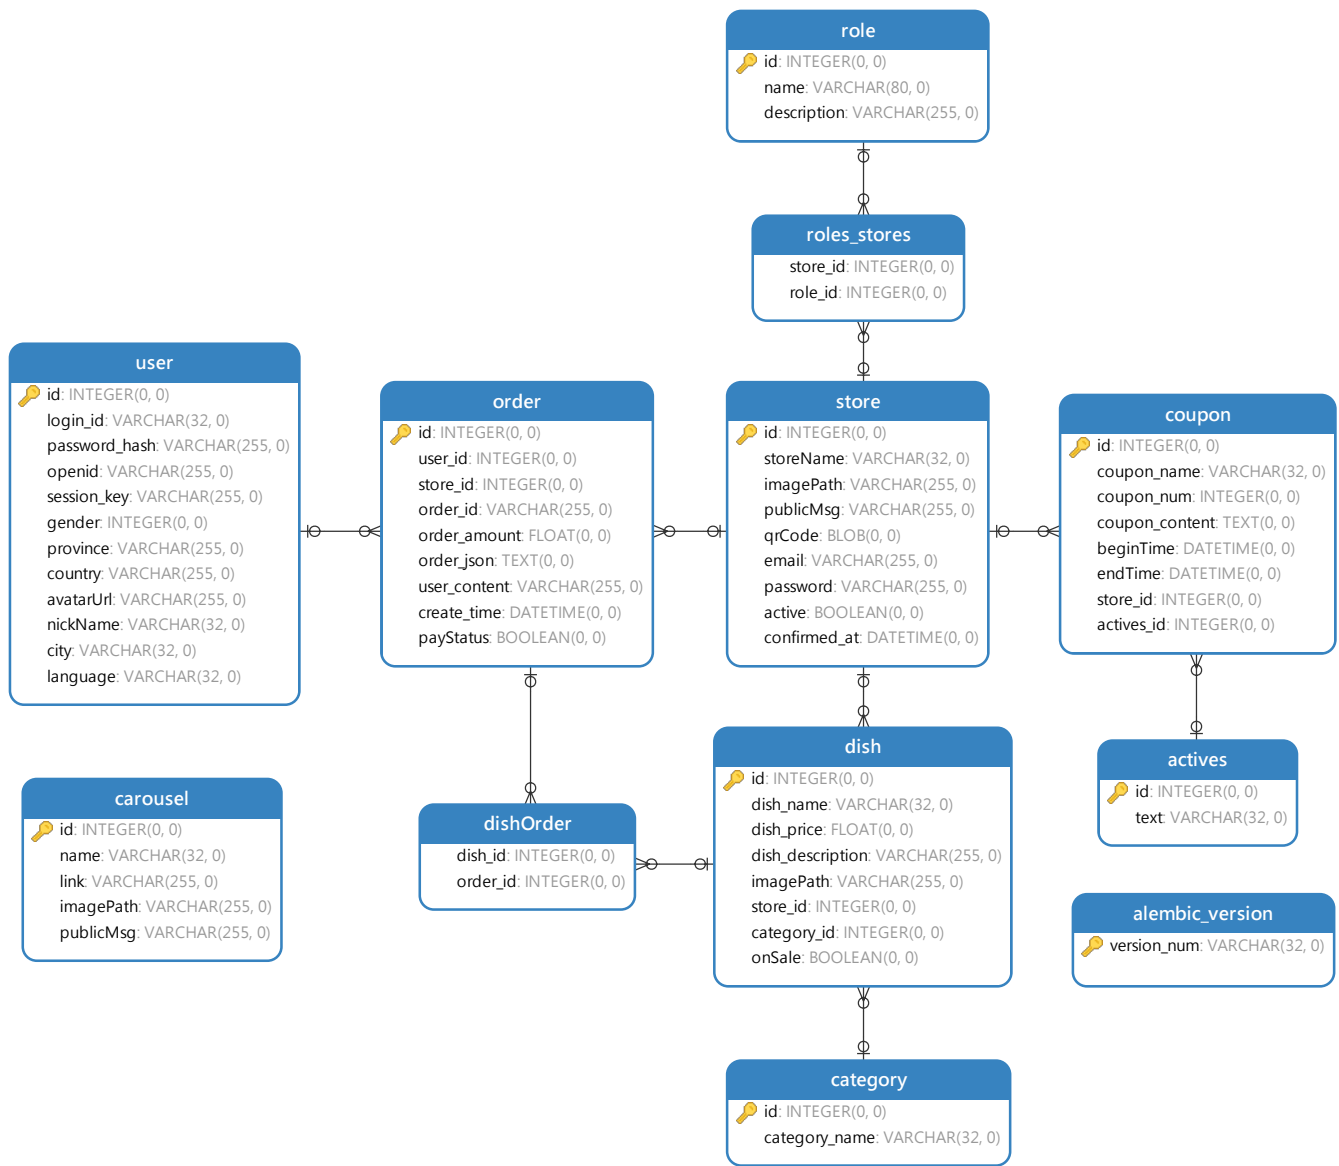 role
id: INTEGER(0, 0)
name: VARCHAR(80, 0)
description: VARCHAR(255, 0)
roles_stores
store_id: INTEGER(0, 0)
role_id: INTEGER(0, 0)
user
id: INTEGER(0, 0)
login_id: VARCHAR(32, 0)
password_hash: VARCHAR(255, 0)
openid: VARCHAR(255, 0)
session_key: VARCHAR(255, 0)
gender: INTEGER(0, 0)
province: VARCHAR(255, 0)
country: VARCHAR(255, 0)
avatarUrl: VARCHAR(255, 0)
nickName: VARCHAR(32, 0)
city: VARCHAR(32, 0)
language: VARCHAR(32, 0)
order
id: INTEGER(0, 0)
user_id: INTEGER(0, 0)
store_id: INTEGER(0, 0)
order_id: VARCHAR(255, 0)
order_amount: FLOAT(0, 0)
order_json: TEXT(0, 0)
user_content: VARCHAR(255, 0)
create_time: DATETIME(0, 0)
payStatus: BOOLEAN(0, 0)
store
id: INTEGER(0, 0)
storeName: VARCHAR(32, 0)
imagePath: VARCHAR(255, 0)
publicMsg: VARCHAR(255, 0)
qrCode: BLOB(0, 0)
email: VARCHAR(255, 0)
password: VARCHAR(255, 0)
active: BOOLEAN(0, 0)
confirmed_at: DATETIME(0, 0)
coupon
id: INTEGER(0, 0)
coupon_name: VARCHAR(32, 0)
coupon_num: INTEGER(0, 0)
coupon_content: TEXT(0, 0)
beginTime: DATETIME(0, 0)
endTime: DATETIME(0, 0)
store_id: INTEGER(0, 0)
actives_id: INTEGER(0, 0)
carousel
id: INTEGER(0, 0)
name: VARCHAR(32, 0)
link: VARCHAR(255, 0)
imagePath: VARCHAR(255, 0)
publicMsg: VARCHAR(255, 0)
dishOrder
dish_id: INTEGER(0, 0)
order_id: INTEGER(0, 0)
dish
id: INTEGER(0, 0)
dish_name: VARCHAR(32, 0)
dish_price: FLOAT(0, 0)
dish_description: VARCHAR(255, 0)
imagePath: VARCHAR(255, 0)
store_id: INTEGER(0, 0)
category_id: INTEGER(0, 0)
onSale: BOOLEAN(0, 0)
actives
id: INTEGER(0, 0)
text: VARCHAR(32, 0)
alembic_version
version_num: VARCHAR(32, 0)
category
id: INTEGER(0, 0)
category_name: VARCHAR(32, 0)